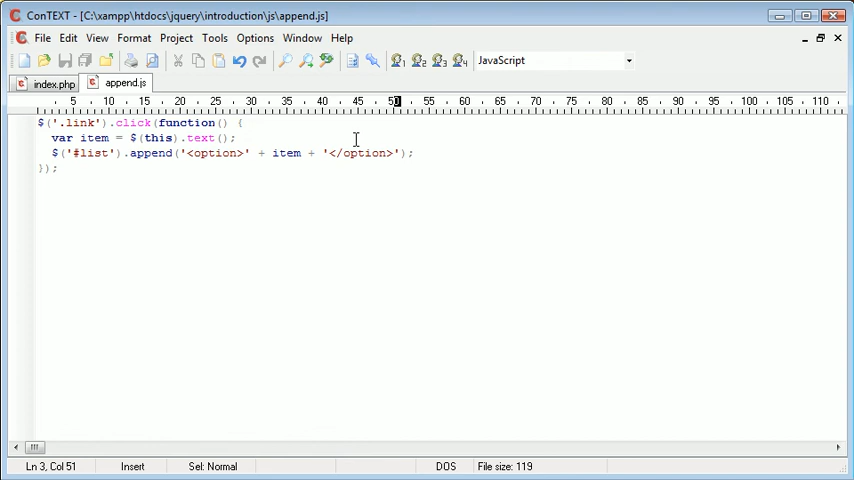 ConTEXT - [C:\xampp\htdocs\jquery\introduction\js\append.js]
File Edit View Format Project Tools Options Window Help
JavaScript
index.php append.js
5 10 15 20 25 30 35 40 45 50 55 60 65 70 75 80 85 90 95 100 105 110
$('.link').click(function() {
var item = $(this).text();
$('#list').append('<option>' + item + '</option>');
});
Ln 3, Col 51 Insert Sel: Normal DOS File size: 119